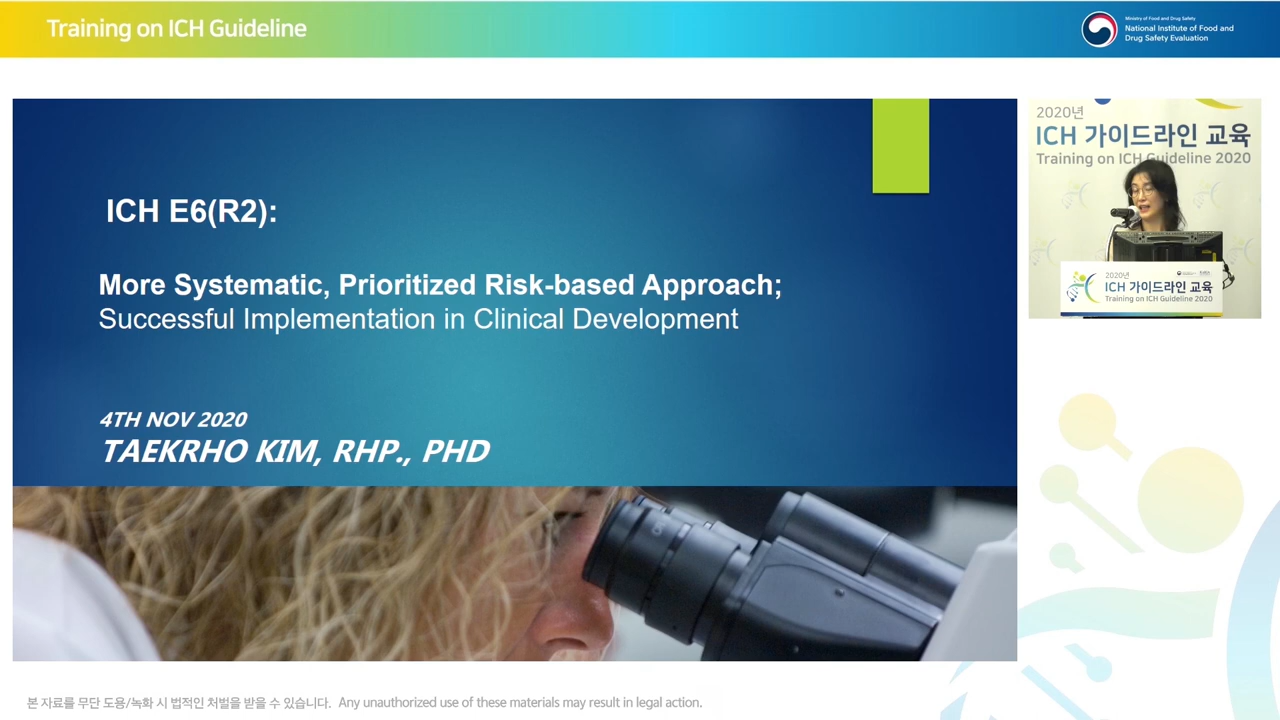 Training on ICH Guideline
Ministry of Food and Drug Safety
National Institute of Food and
Drug Safety Evaluation
ICH E6(R2):
More Systematic, Prioritized Risk-based Approach;
Successful Implementation in Clinical Development
4TH NOV 2020
TAEKRHO KIM, RHP., PHD
2020년
ICH 가이드라인 교육
Training on ICH Guideline 2020
2020년
ICH 가이드라인 교육
Training on ICH Guideline 2020
본 자료를 무단 도용/녹화 시 법적인 처벌을 받을 수 있습니다. Any unauthorized use of these materials may result in legal action.